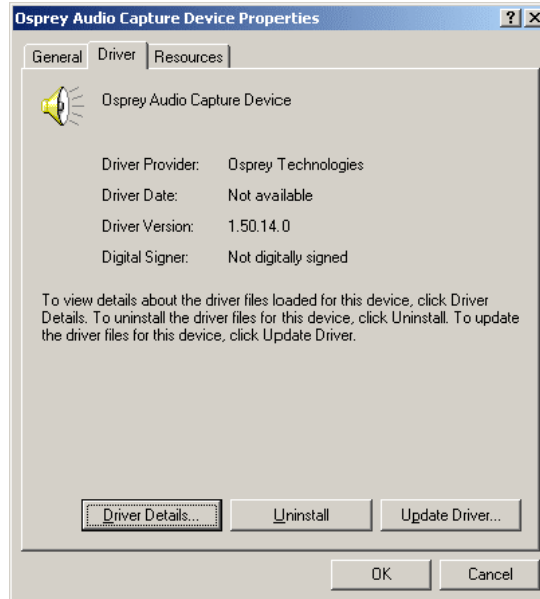 Osprey Audio Capture Device Properties
General Driver Resources
Osprey Audio Capture Device
Driver Provider: Osprey Technologies
Driver Date: Not available
Driver Version: 1.50.14.0
Digital Signer: Not digitally signed
To view details about the driver files loaded for this device, click Driver
Details. To uninstall the driver files for this device, click Uninstall. To update
the driver files for this device, click Update Driver.
Driver Details... Uninstall Update Driver...
OK Cancel